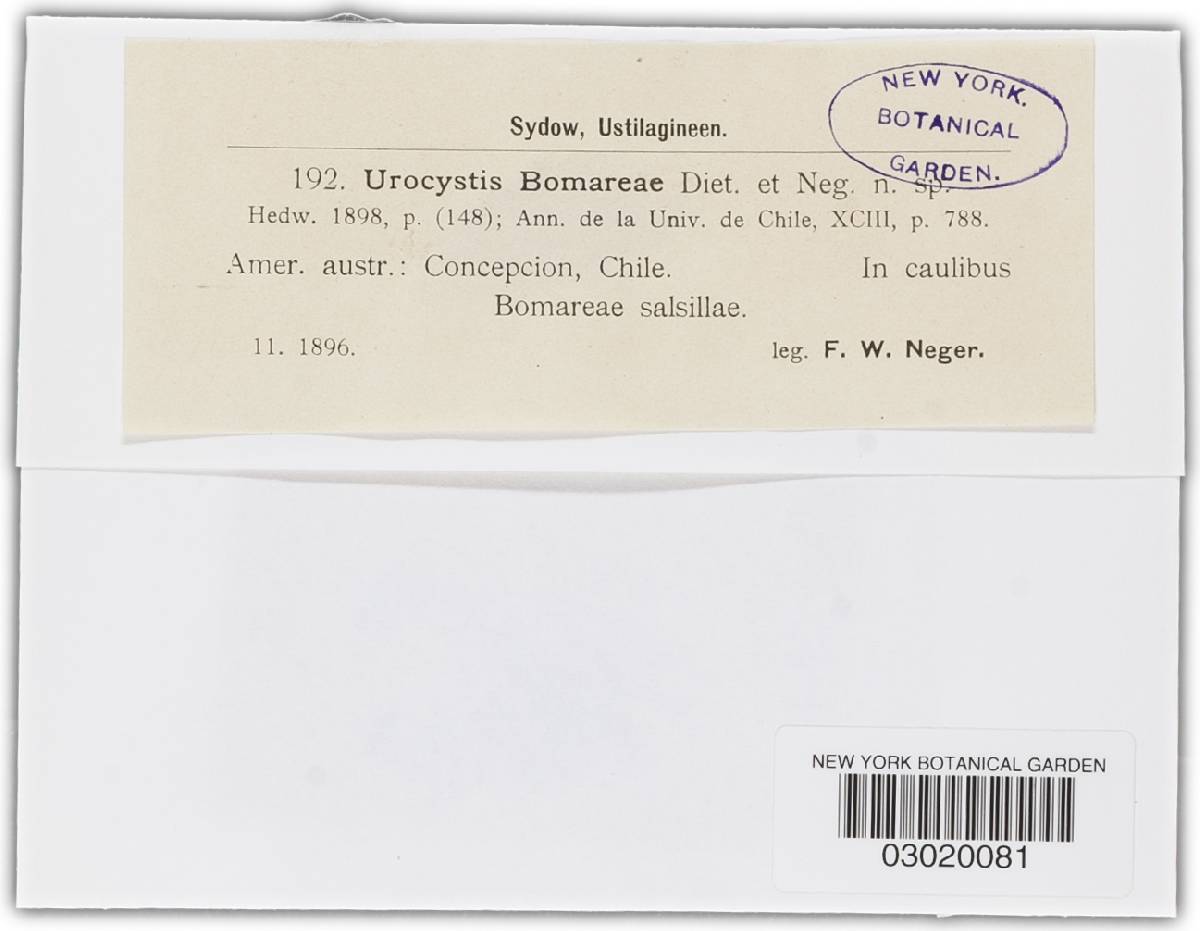 NEW YORK.
BOTANICAL
GARDEN.
Sydow, Ustilagineen.
192. Urocystis Bomareae Diet. et Neg. n. sp.
Hedw. 1898, p. (148); Ann. de la Univ. de Chile, XCIII, p. 788.
Amer. austr.: Concepcion, Chile. In caulibus
Bomareae salsillae.
11. 1896. leg. F. W. Neger.
NEW YORK BOTANICAL GARDEN
03020081